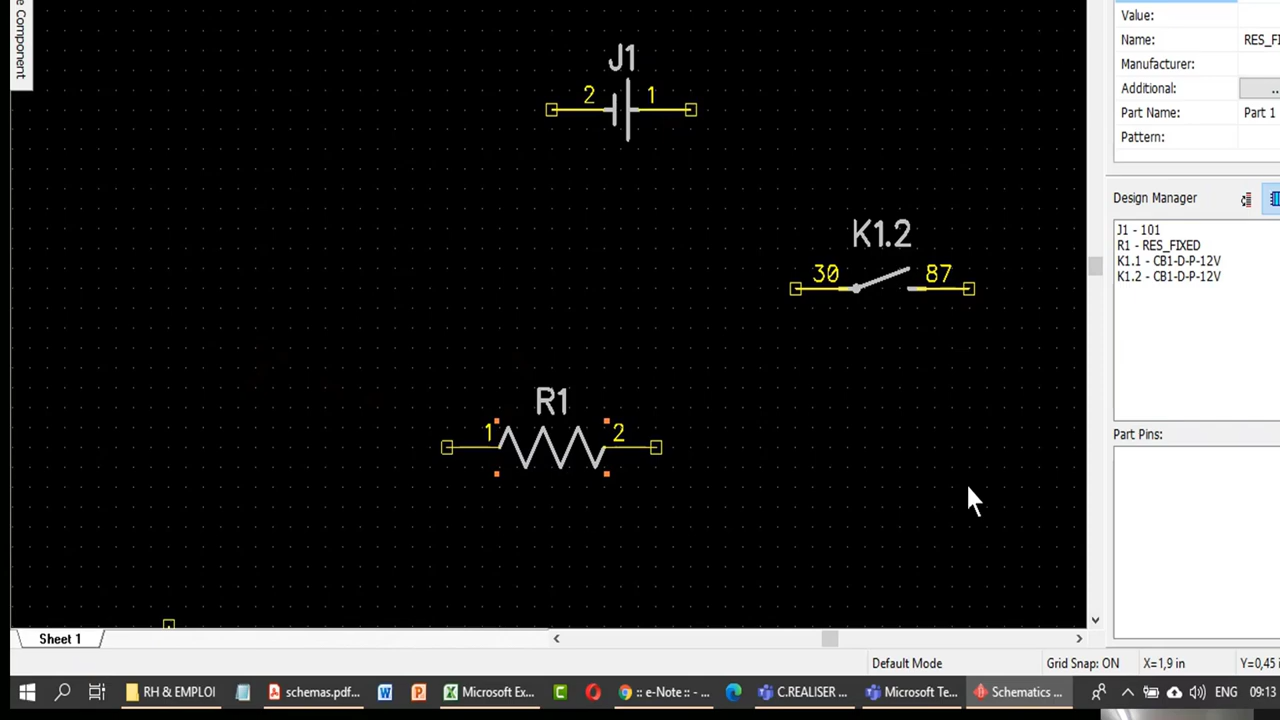 e Component
J1
2
1
K1.2
30
87
R1
1
2
Value:
Name:
RES_FI
Manufacturer:
Additional:
...
Part Name:
Part 1
Pattern:
Design Manager
J1 - 101
R1 - RES_FIXED
K1.1 - CB1-D-P-12V
K1.2 - CB1-D-P-12V
Part Pins:
Sheet 1
Default Mode
Grid Snap: ON
X=1,9 in
Y=0,45 i
RH & EMPLOI
schemas.pdf...
Microsoft Ex...
:: e-Note :: - ...
C.REALISER ...
Microsoft Te...
Schematics ...
ENG
09:13